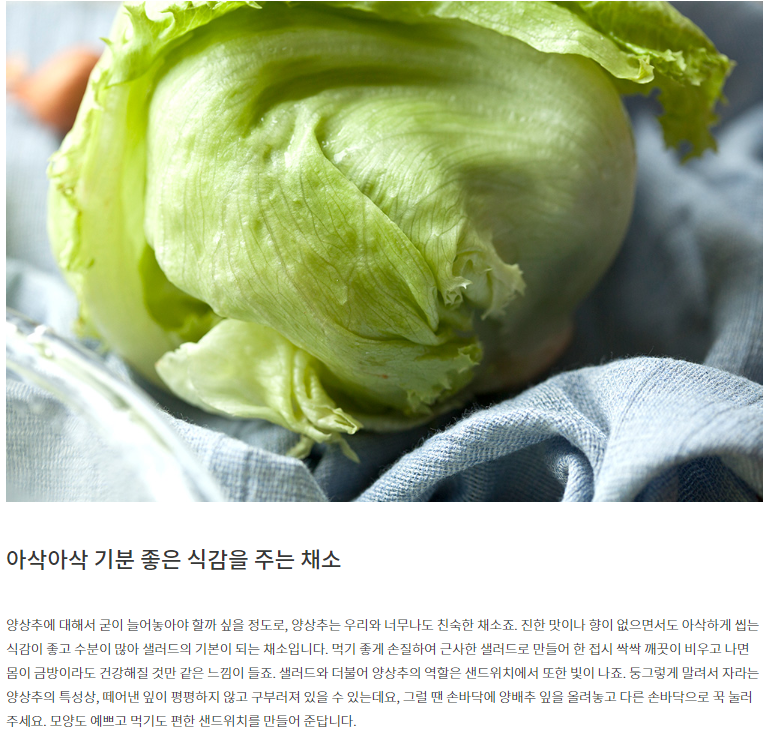 아삭아삭 기분 좋은 식감을 주는 채소
양상추에 대해서 굳이 늘어놓아야 할까 싶을 정도로, 양상추는 우리와 너무나도 친숙한 채소죠. 진한 맛이나 향이 없으면서도 아삭하게 씹는
식감이 좋고 수분이 많아 샐러드의 기본이 되는 채소입니다. 먹기 좋게 손질하여 근사한 샐러드로 만들어 한 접시 싹싹 깨끗이 비우고 나면
몸이 금방이라도 건강해질 것만 같은 느낌이 들죠. 샐러드와 더불어 양상추의 역할은 샌드위치에서 또한 빛이 나죠. 둥그렇게 말려서 자라는
양상추의 특성상, 떼어낸 잎이 평평하지 않고 구부러져 있을 수 있는데요, 그럴 땐 손바닥에 양배추 잎을 올려놓고 다른 손바닥으로 꾹 눌러
주세요. 모양도 예쁘고 먹기도 편한 샌드위치를 만들어 준답니다.